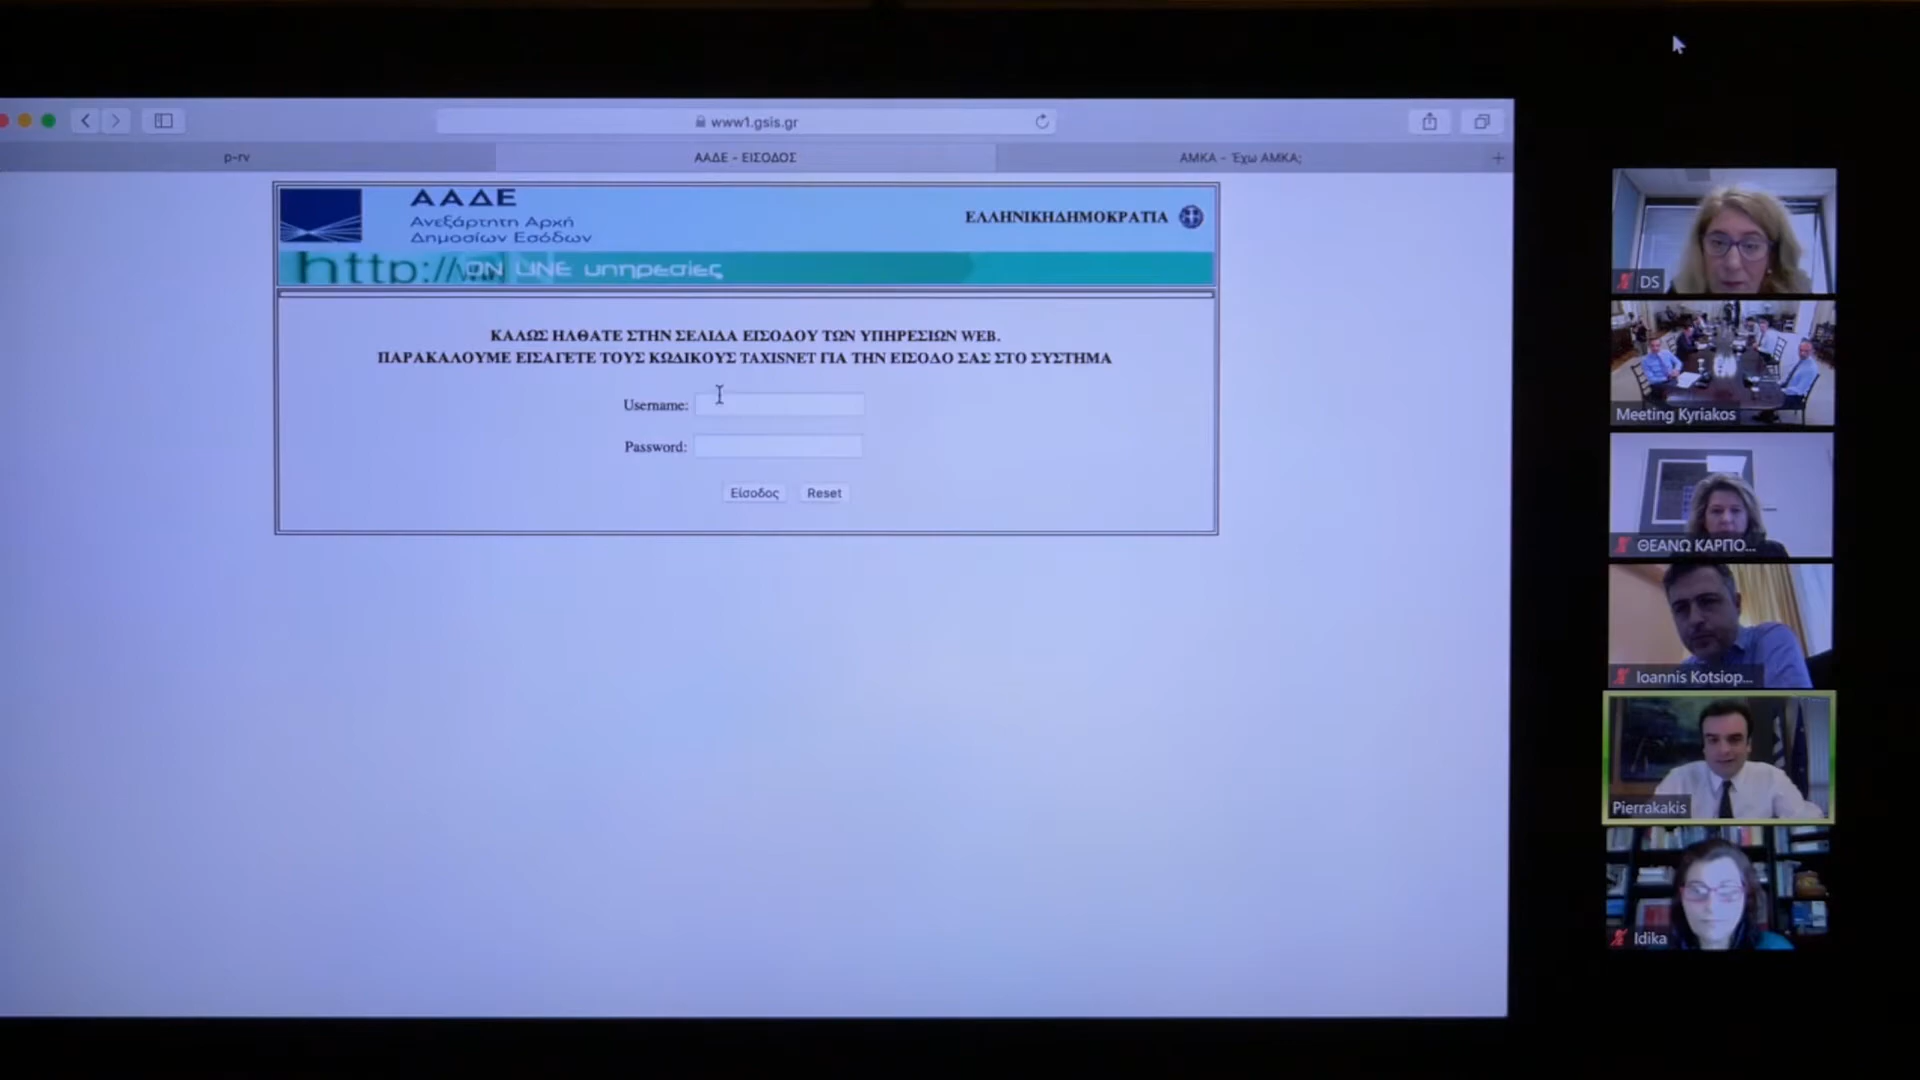 www1.gsis.gr
p-rv
ΑΑΔΕ - ΕΙΣΟΔΟΣ
ΑΜΚΑ - Έχω ΑΜΚΑ;
ΑΑΔΕ
Ανεξάρτητη Αρχή
Δημοσίων Εσόδων
ΕΛΛΗΝΙΚΗΔΗΜΟΚΡΑΤΙΑ
http://
ON LINE υπηρεσίες
ΚΑΛΩΣ ΗΛΘΑΤΕ ΣΤΗΝ ΣΕΛΙΔΑ ΕΙΣΟΔΟΥ ΤΩΝ ΥΠΗΡΕΣΙΩΝ WEB.
ΠΑΡΑΚΑΛΟΥΜΕ ΕΙΣΑΓΕΤΕ ΤΟΥΣ ΚΩΔΙΚΟΥΣ TAXISNET ΓΙΑ ΤΗΝ ΕΙΣΟΔΟ ΣΑΣ ΣΤΟ ΣΥΣΤΗΜΑ
Username:
Password:
Είσοδος Reset
DS
Meeting Kyriakos
ΘΕΑΝΩ ΚΑΡΠΟ...
Ioannis Kotsiop...
Pierrakakis
Idika